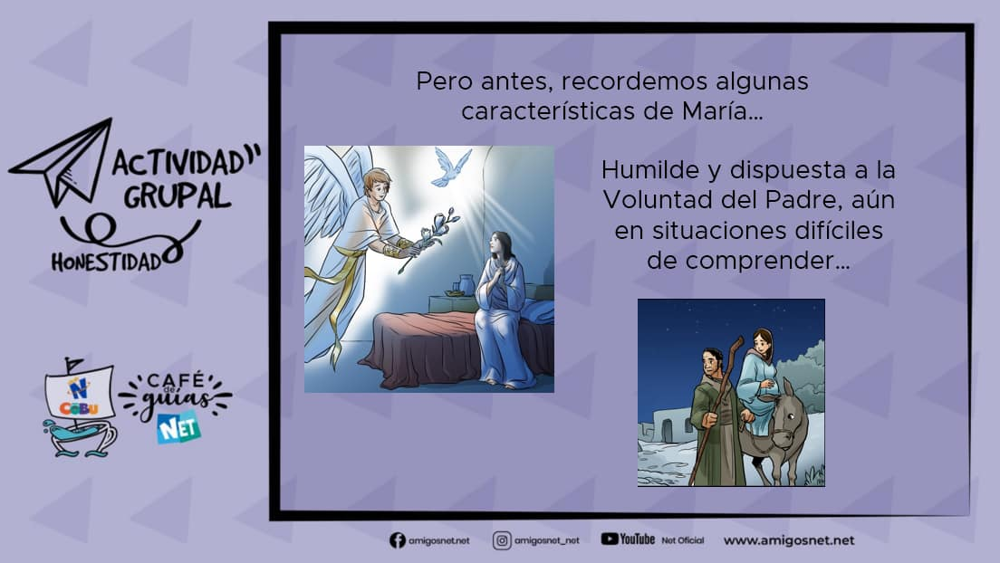 Pero antes, recordemos algunas
características de María...
Humilde y dispuesta a la
Voluntad del Padre, aún
en situaciones difíciles
de comprender...
ACTIVIDAD
GRUPAL
HONESTIDAD
N
CÖBU
CAFÉ
de
guías
NET
amigosnet.net
amigosnet_net
YouTube Net Oficial
www.amigosnet.net